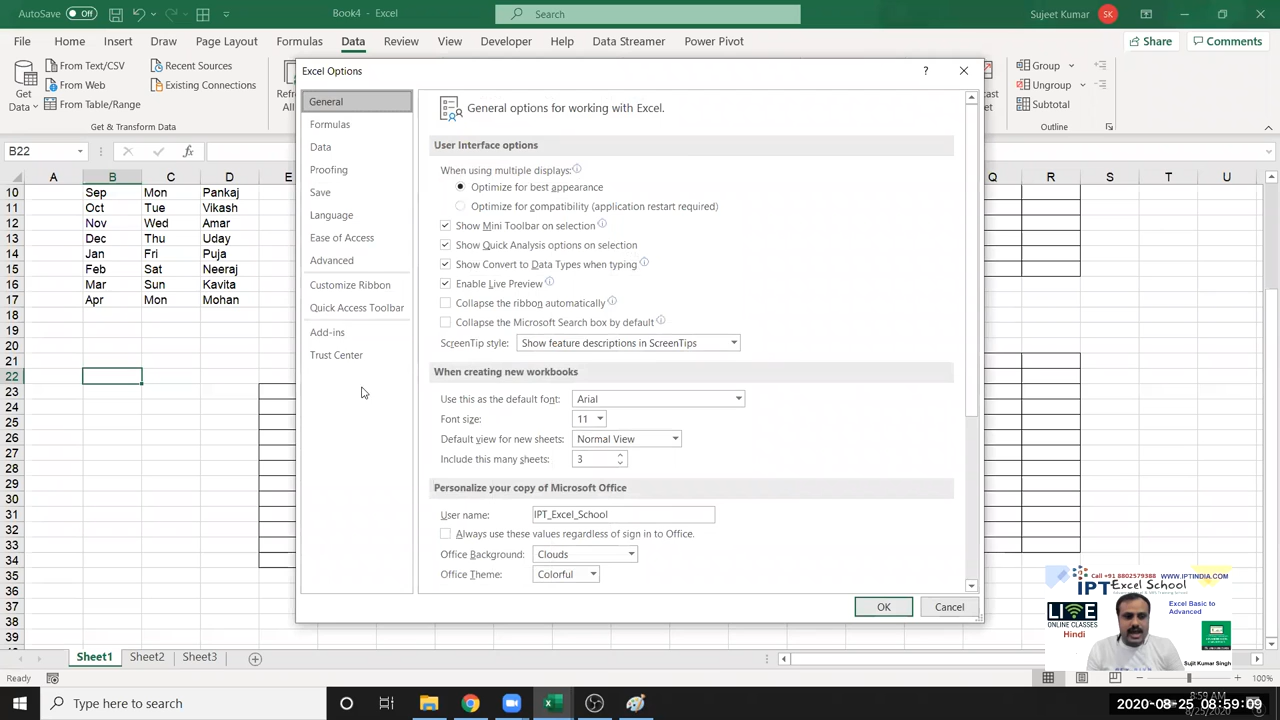 AutoSave Off
Book4 - Excel
Search
Sujeet Kumar SK
File Home Insert Draw Page Layout Formulas Data Review View Developer Help Data Streamer Power Pivot Share Comments
Get Data
From Text/CSV
From Web
From Table/Range
Recent Sources
Existing Connections
Get & Transform Data
Group
Ungroup
Subtotal
Outline
B22
fx
A B C D E Q R S T U
10 Sep Mon Pankaj
11 Oct Tue Vikash
12 Nov Wed Amar
13 Dec Thu Uday
14 Jan Fri Puja
15 Feb Sat Neeraj
16 Mar Sun Kavita
17 Apr Mon Mohan
18
19
20
21
22
23
24
25
26
27
28
29
30
31
32
33
34
35
36
37
38
39
Excel Options
?
General
Formulas
Data
Proofing
Save
Language
Ease of Access
Advanced
Customize Ribbon
Quick Access Toolbar
Add-ins
Trust Center
General options for working with Excel.
User Interface options
When using multiple displays:
Optimize for best appearance
Optimize for compatibility (application restart required)
Show Mini Toolbar on selection
Show Quick Analysis options on selection
Show Convert to Data Types when typing
Enable Live Preview
Collapse the ribbon automatically
Collapse the Microsoft Search box by default
ScreenTip style: Show feature descriptions in ScreenTips
When creating new workbooks
Use this as the default font: Arial
Font size: 11
Default view for new sheets: Normal View
Include this many sheets: 3
Personalize your copy of Microsoft Office
User name: IPT_Excel_School
Always use these values regardless of sign in to Office.
Office Background: Clouds
Office Theme: Colorful
OK Cancel
Call +91 8802579388 WWW.IPTINDIA.COM
IPT Excel School
LIVE
ONLINE CLASSES
Hindi
Excel Basic to
Advanced
Sujit Kumar Singh
Sheet1 Sheet2 Sheet3
Ready
100%
Type here to search
8:59 AM
8/25/2020
2020-08-25 08:59:09